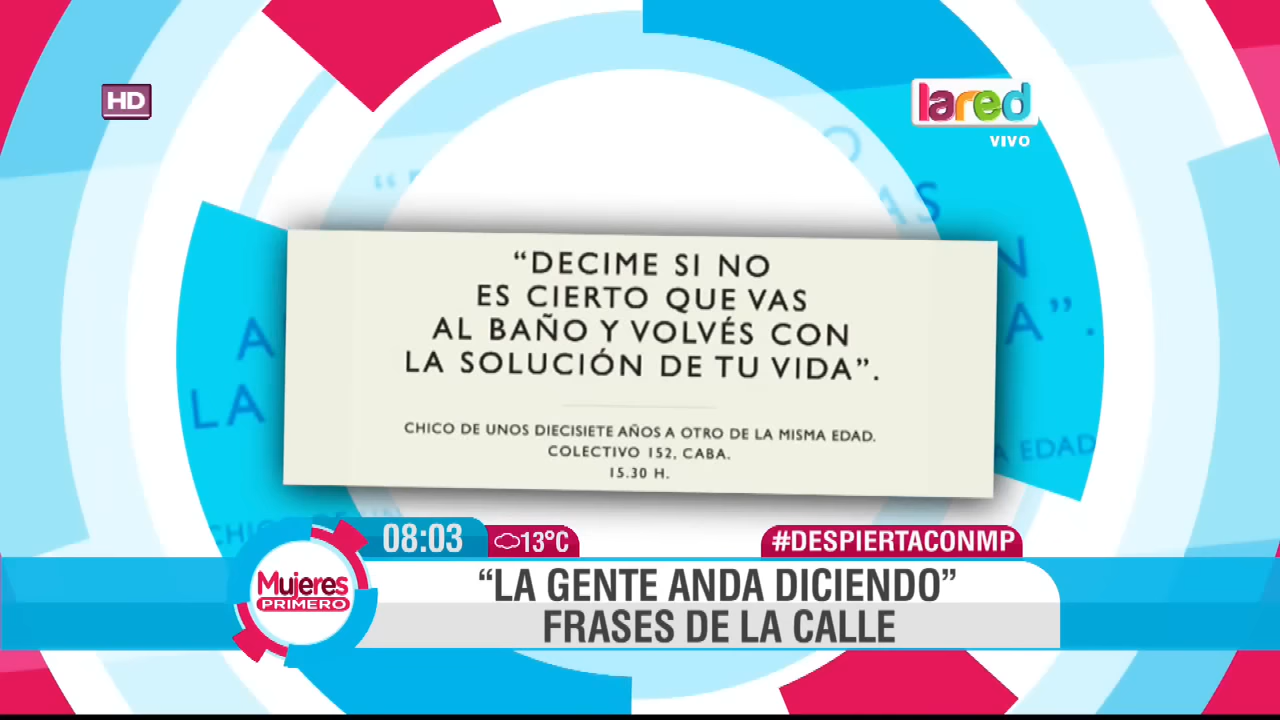 HD
lared
VIVO
“DECIME SI NO
ES CIERTO QUE VAS
AL BAÑO Y VOLVÉS CON
LA SOLUCIÓN DE TU VIDA”.
CHICO DE UNOS DIECISIETE AÑOS A OTRO DE LA MISMA EDAD.
COLECTIVO 152, CABA.
15.30 H.
08:03
13°C
#DESPIERTACONMP
Mujeres
PRIMERO
“LA GENTE ANDA DICIENDO”
FRASES DE LA CALLE